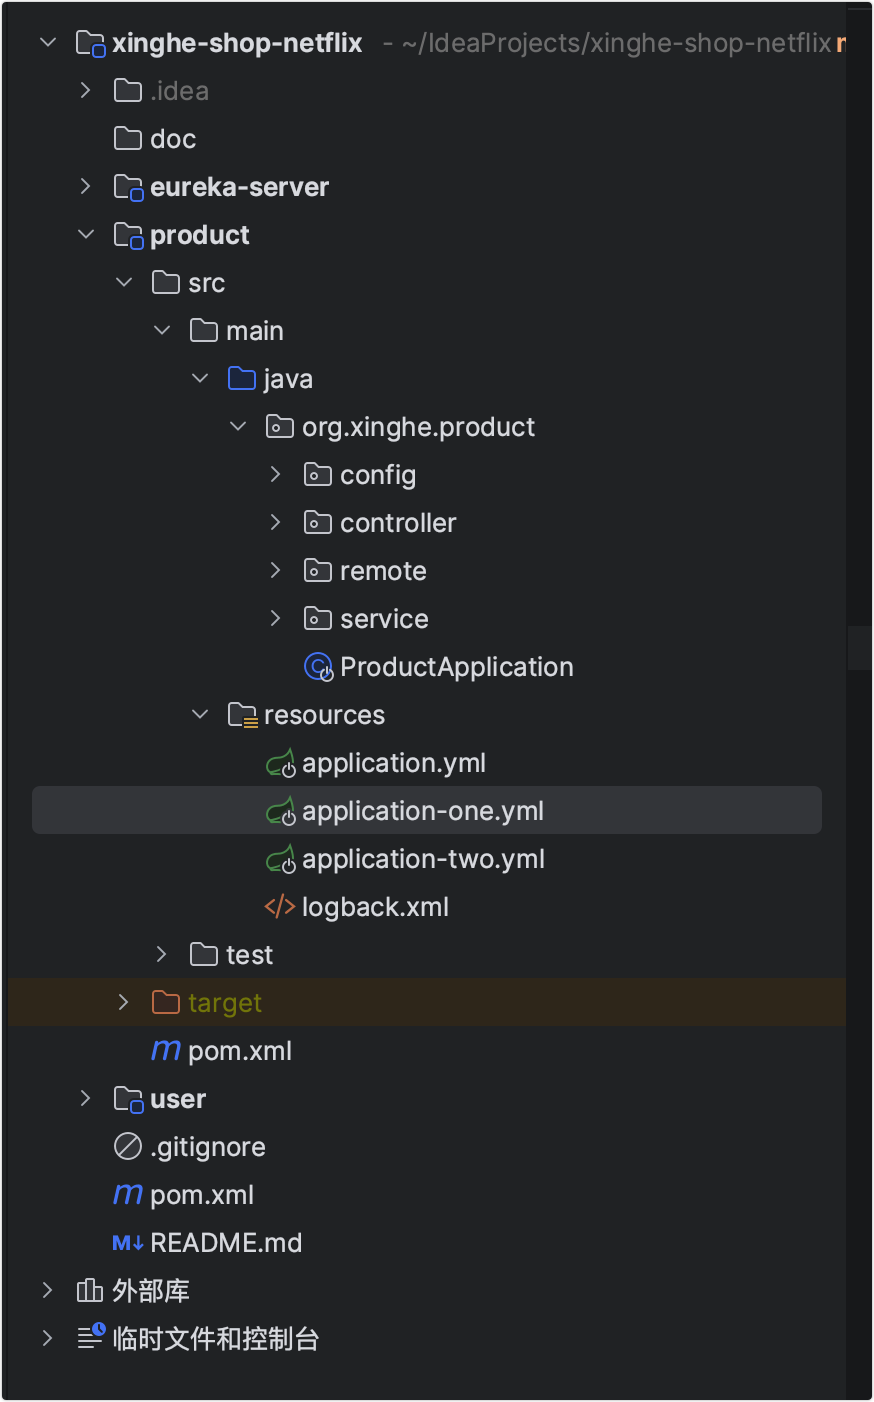 xinghe-shop-netflix - ~/IdeaProjects/xinghe-shop-netflix
.idea
doc
eureka-server
product
src
main
java
org.xinghe.product
config
controller
remote
service
ProductApplication
resources
application.yml
application-one.yml
application-two.yml
logback.xml
test
target
pom.xml
user
.gitignore
pom.xml
README.md
外部库
临时文件和控制台